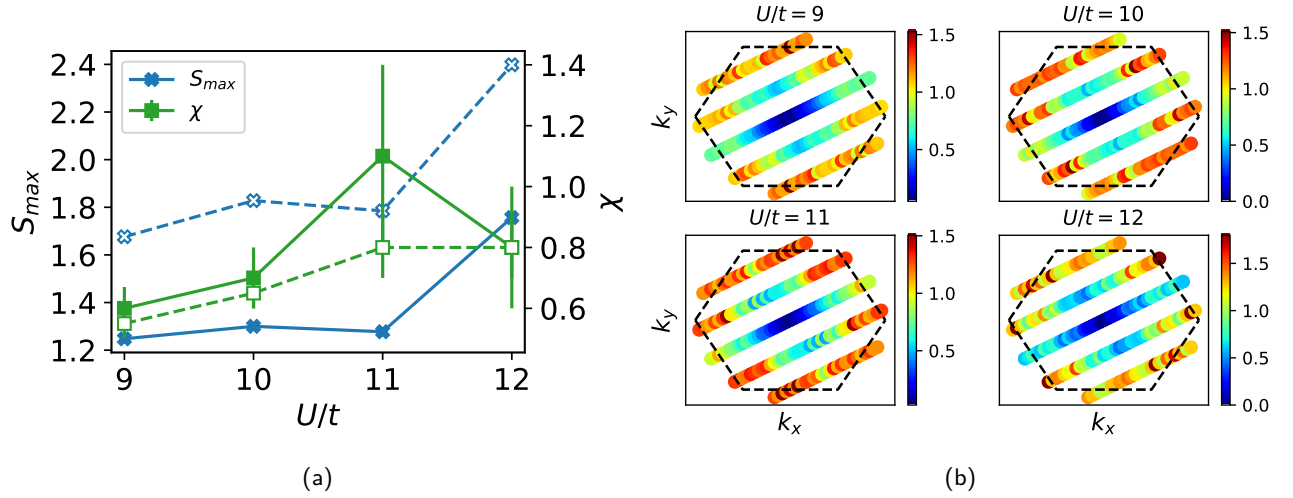 2.4
2.2
2.0
1.8
1.6
1.4
1.2
S_max
S_max
χ
1.4
1.2
1.0
0.8
0.6
χ
9
10
11
12
U/t
(a)
U/t = 9
k_y
1.5
1.0
0.5
U/t = 10
1.5
1.0
0.5
0.0
U/t = 11
k_y
k_x
1.5
1.0
0.5
U/t = 12
k_x
1.5
1.0
0.5
0.0
(b)